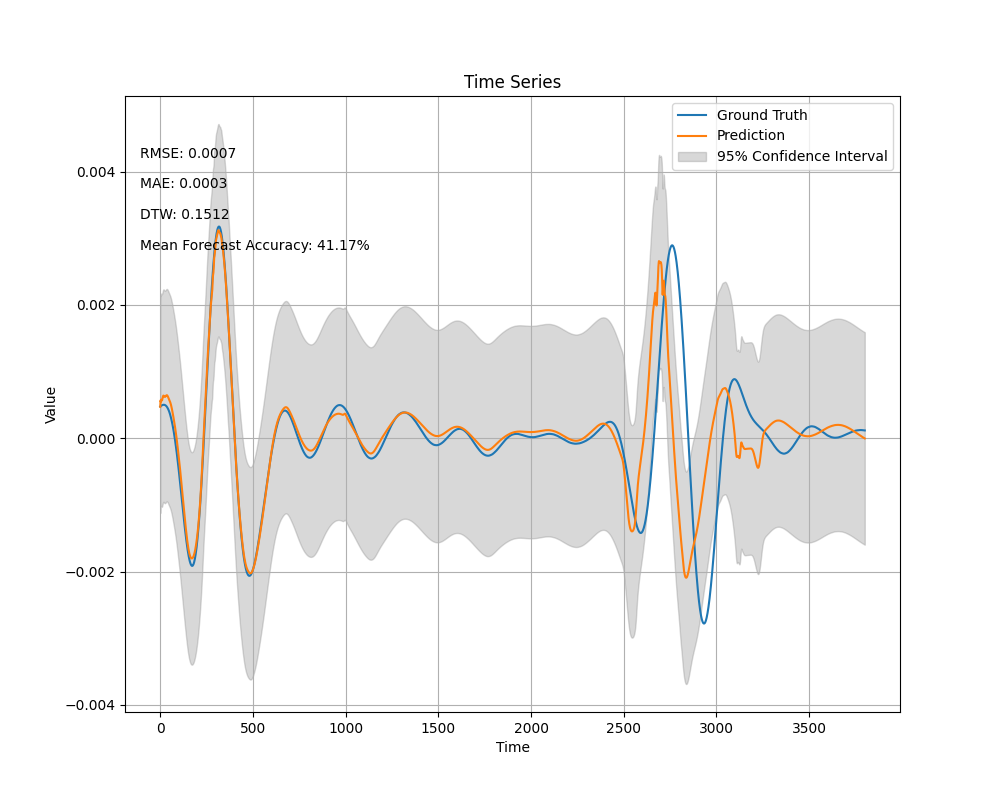 Time Series
Ground Truth
Prediction
95% Confidence Interval
RMSE: 0.0007
MAE: 0.0003
DTW: 0.1512
Mean Forecast Accuracy: 41.17%
0.004
0.002
0.000
−0.002
−0.004
Value
0 500 1000 1500 2000 2500 3000 3500
Time